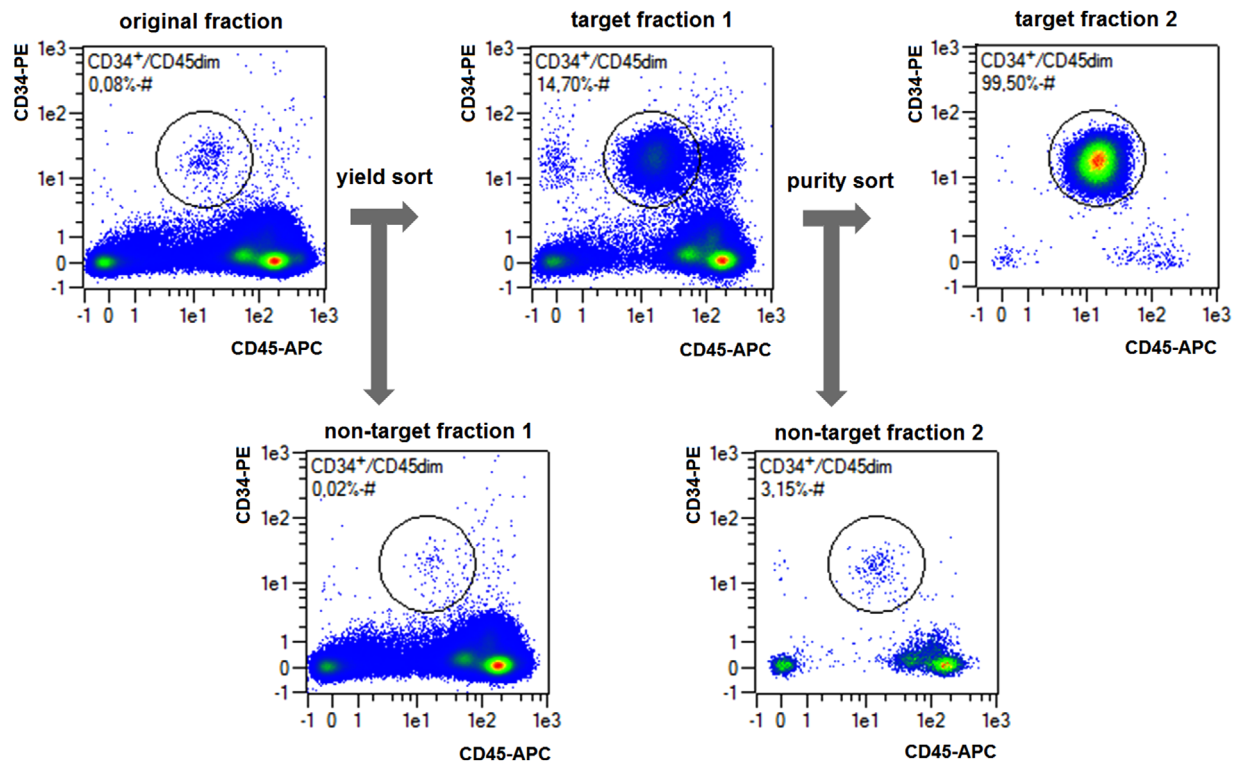 original fraction
CD34-PE
1e3
1e2
1e1
1
0
-1
CD34⁺/CD45dim
0,08%-#
-1 0 1 1e1 1e2 1e3
CD45-APC
yield sort
target fraction 1
CD34-PE
1e3
1e2
1e1
1
0
-1
CD34⁺/CD45dim
14,70%-#
-1 0 1 1e1 1e2 1e3
CD45-APC
purity sort
target fraction 2
CD34-PE
1e3
1e2
1e1
1
0
-1
CD34⁺/CD45dim
99,50%-#
-1 0 1 1e1 1e2 1e3
CD45-APC
non-target fraction 1
CD34-PE
1e3
1e2
1e1
1
0
-1
CD34⁺/CD45dim
0,02%-#
-1 0 1 1e1 1e2 1e3
CD45-APC
non-target fraction 2
CD34-PE
1e3
1e2
1e1
1
0
-1
CD34⁺/CD45dim
3,15%-#
-1 0 1 1e1 1e2 1e3
CD45-APC